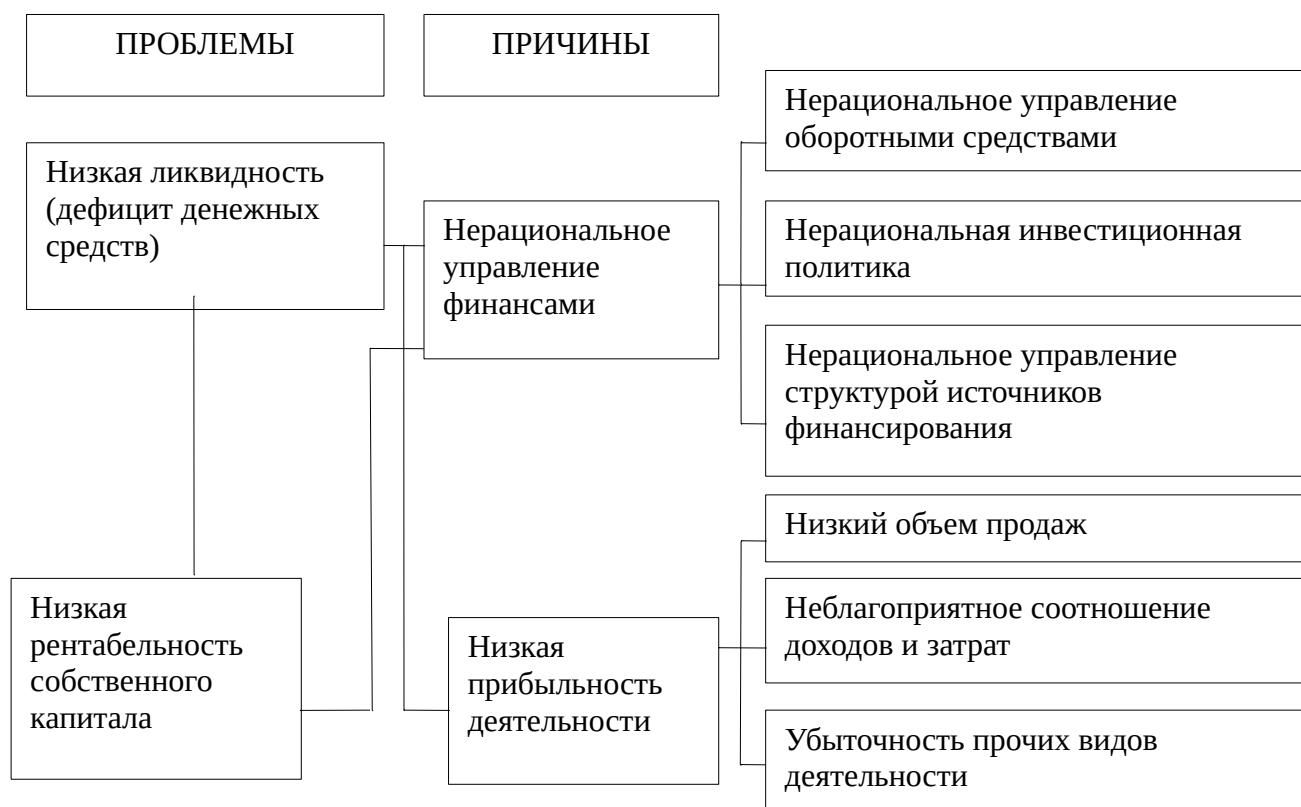 ПРОБЛЕМЫ
ПРИЧИНЫ
Низкая ликвидность
(дефицит денежных
средств)
Низкая
рентабельность
собственного
капитала
Нерациональное
управление
финансами
Низкая
прибыльность
деятельности
Нерациональное управление
оборотными средствами
Нерациональная инвестиционная
политика
Нерациональное управление
структурой источников
финансирования
Низкий объем продаж
Неблагоприятное соотношение
доходов и затрат
Убыточность прочих видов
деятельности